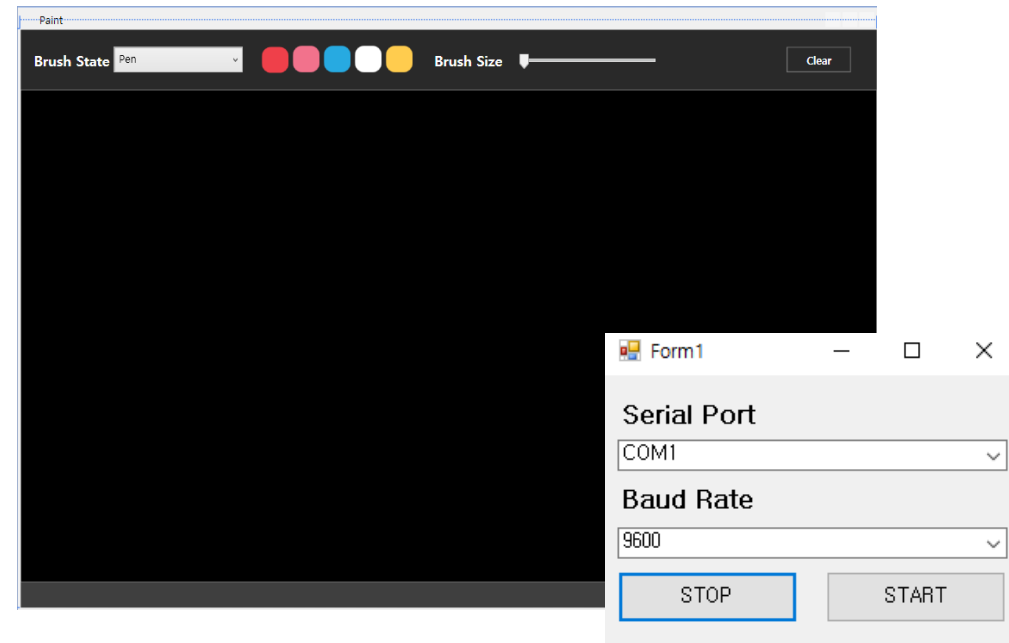 Paint
Brush State Pen Brush Size Clear
Form1
Serial Port
COM1
Baud Rate
9600
STOP START